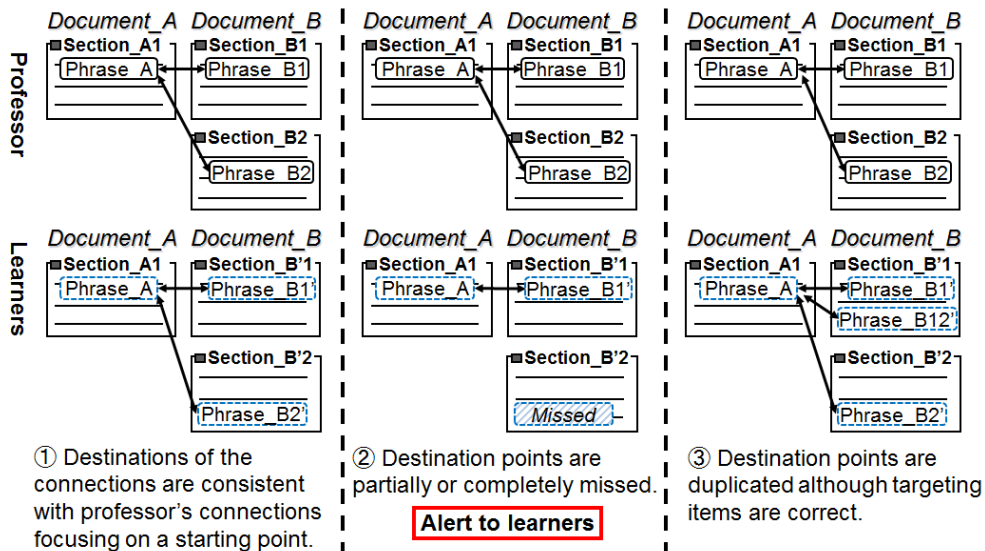 Professor
Document_A Document_B
Section_A1 Section_B1
Phrase_A Phrase_B1
Section_B2
Phrase_B2
Document_A Document_B
Section_A1 Section_B1
Phrase_A Phrase_B1
Section_B2
Phrase_B2
Document_A Document_B
Section_A1 Section_B1
Phrase_A Phrase_B1
Section_B2
Phrase_B2
Learners
Document_A Document_B
Section_A1 Section_B'1
Phrase_A Phrase_B1'
Section_B'2
Phrase_B2'
Document_A Document_B
Section_A1 Section_B'1
Phrase_A Phrase_B1'
Section_B'2
Missed
Document_A Document_B
Section_A1 Section_B'1
Phrase_A Phrase_B1'
Phrase_B12'
Section_B'2
Phrase_B2'
① Destinations of the
connections are consistent
with professor's connections
focusing on a starting point.
② Destination points are
partially or completely missed.
Alert to learners
③ Destination points are
duplicated although targeting
items are correct.